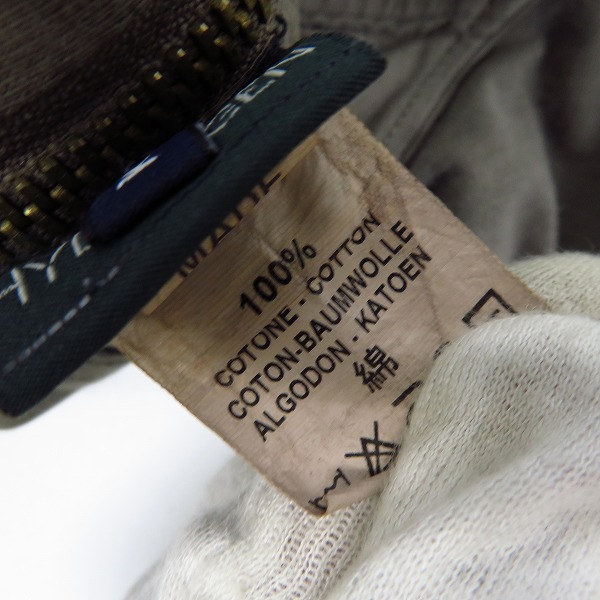 100%
COTONE - COTTON
COTON - BAUMWOLLE
ALGODON - KATOEN
綿